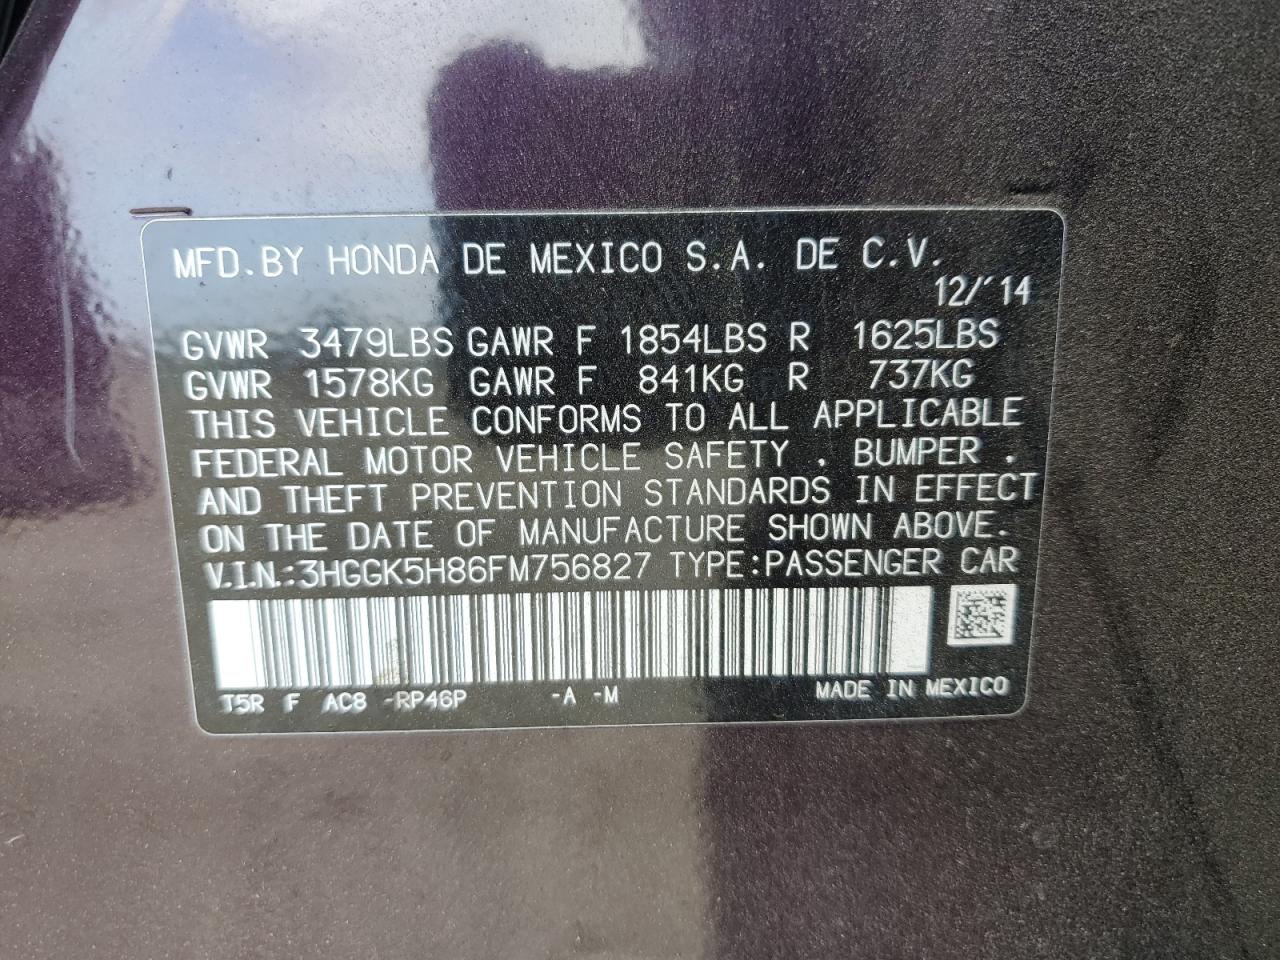 MFD.BY HONDA DE MEXICO S.A. DE C.V.
12/´14
GVWR 3479LBS GAWR F 1854LBS R 1625LBS
GVWR 1578KG GAWR F 841KG R 737KG
THIS VEHICLE CONFORMS TO ALL APPLICABLE
FEDERAL MOTOR VEHICLE SAFETY , BUMPER ,
AND THEFT PREVENTION STANDARDS IN EFFECT
ON THE DATE OF MANUFACTURE SHOWN ABOVE.
V.I.N.:3HGGK5H86FM756827 TYPE:PASSENGER CAR
T5R F AC8 -RP46P -A -M MADE IN MEXICO